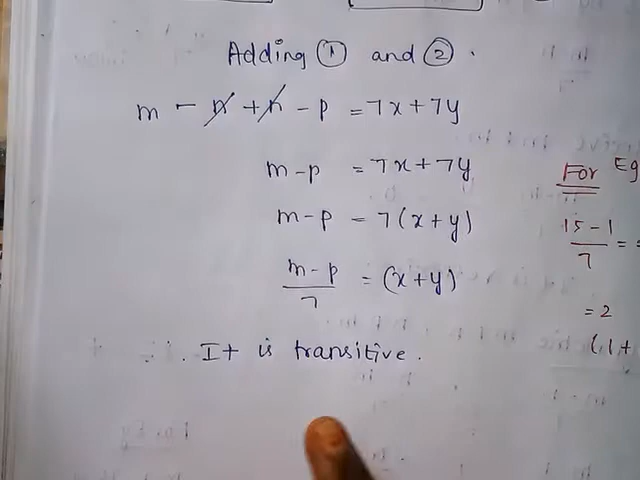 Adding ① and ② .
m - n + n - p = 7x + 7y
m - p = 7x + 7y
m - p = 7(x + y)
m - p / 7 = (x + y)
∴ It is transitive.
For Eg
15 - 1 / 7 =
= 2